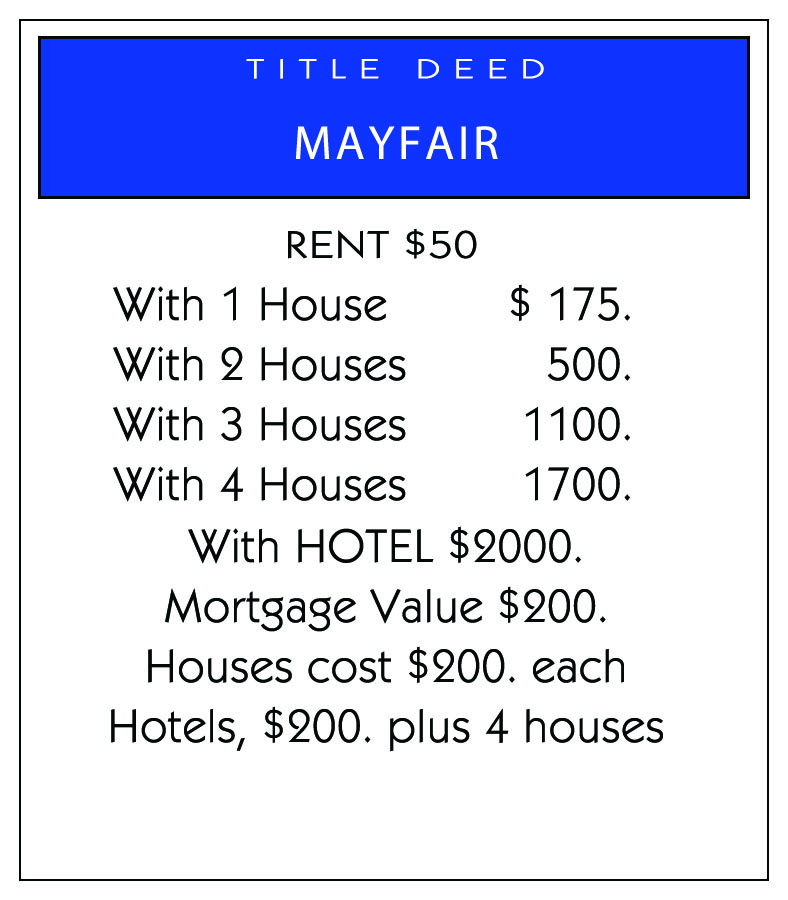 TITLE DEED
MAYFAIR
RENT $50
With 1 House $ 175.
With 2 Houses 500.
With 3 Houses 1100.
With 4 Houses 1700.
With HOTEL $2000.
Mortgage Value $200.
Houses cost $200. each
Hotels, $200. plus 4 houses